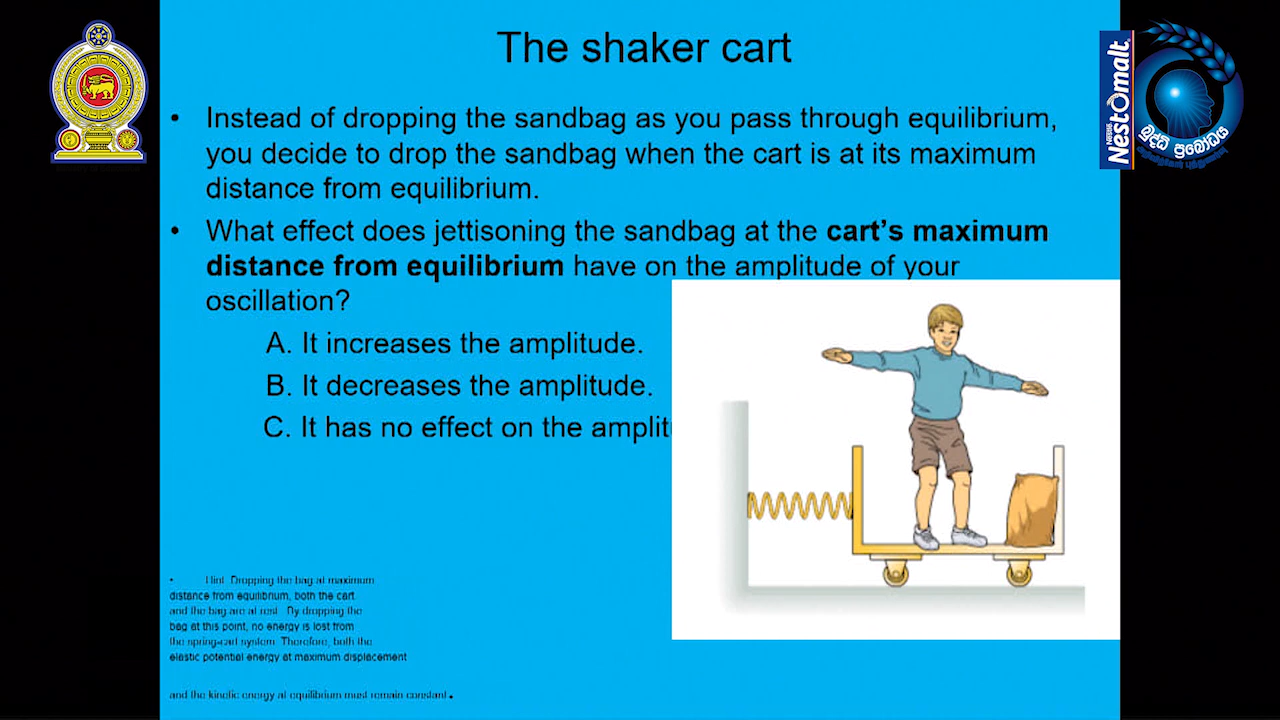 The shaker cart
• Instead of dropping the sandbag as you pass through equilibrium,
you decide to drop the sandbag when the cart is at its maximum
distance from equilibrium.
• What effect does jettisoning the sandbag at the cart's maximum
distance from equilibrium have on the amplitude of your
oscillation?
A. It increases the amplitude.
B. It decreases the amplitude.
C. It has no effect on the amplit
• Hint: Dropping the bag at maximum
distance from equilibrium, both the cart
and the bag are at rest. By dropping the
bag at this point, no energy is lost from
the spring-cart system. Therefore, both the
elastic potential energy at maximum displacement
and the kinetic energy at equilibrium must remain constant.
Nestlé
Nestomalt
බුද්ධි ප්‍රබෝධය